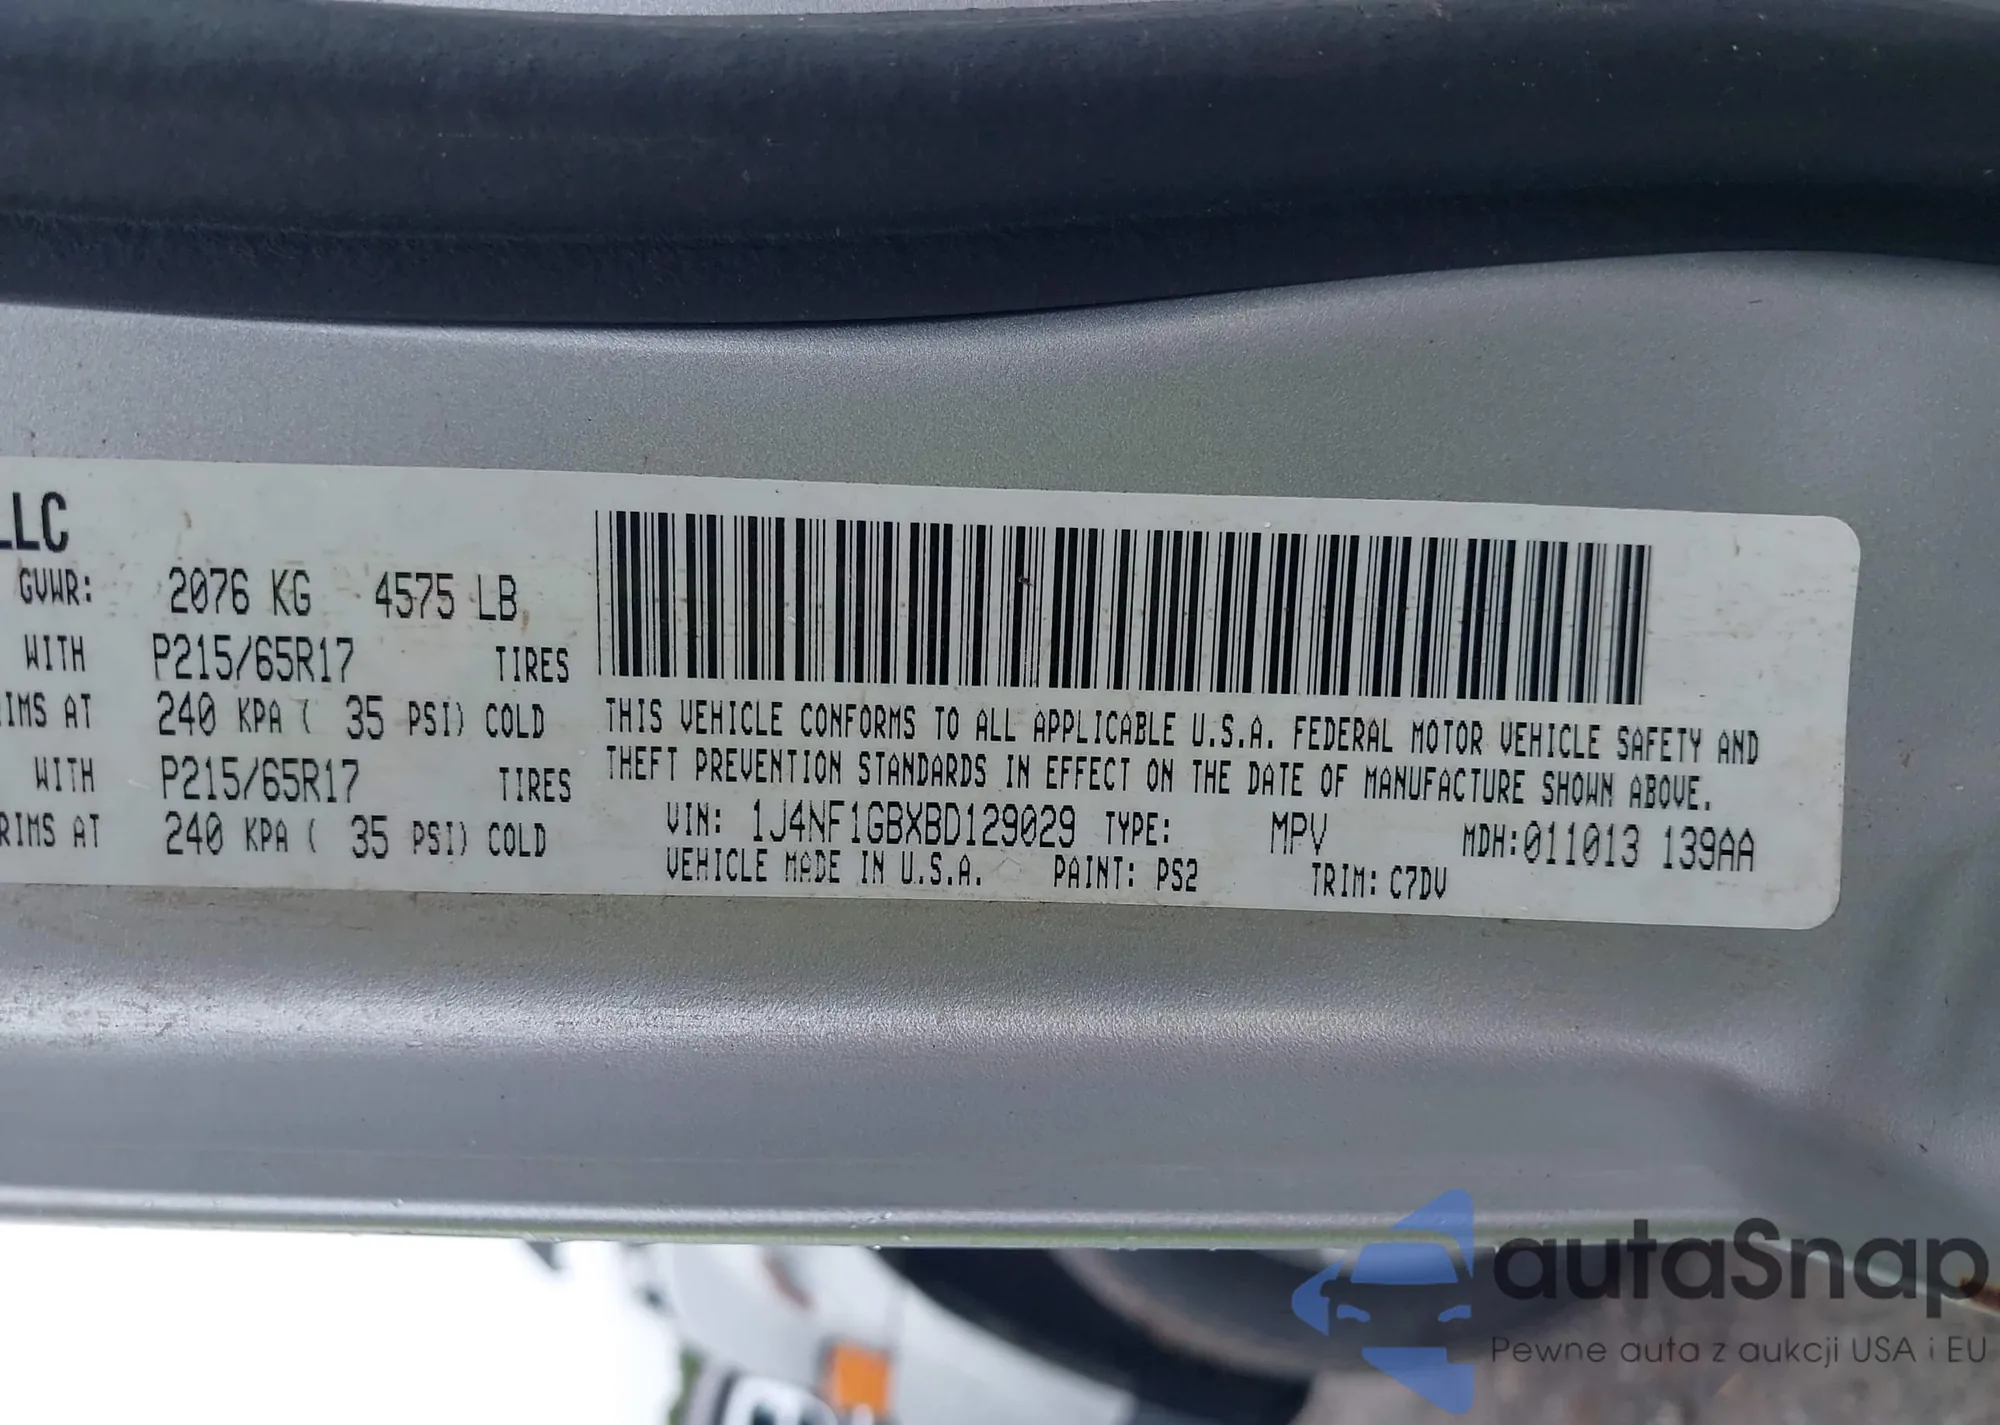 LLC
GVWR: 2076 KG 4575 LB
WITH P215/65R17 TIRES
RIMS AT 240 KPA ( 35 PSI) COLD
WITH P215/65R17 TIRES
RIMS AT 240 KPA ( 35 PSI) COLD
THIS VEHICLE CONFORMS TO ALL APPLICABLE U.S.A. FEDERAL MOTOR VEHICLE SAFETY AND
THEFT PREVENTION STANDARDS IN EFFECT ON THE DATE OF MANUFACTURE SHOWN ABOVE.
VIN: 1J4NF1GBXBD129029 TYPE: MPV MDH:011013 139AA
VEHICLE MADE IN U.S.A. PAINT: PS2 TRIM: C7DV
autaSnap
Pewne auta z aukcji USA i EU